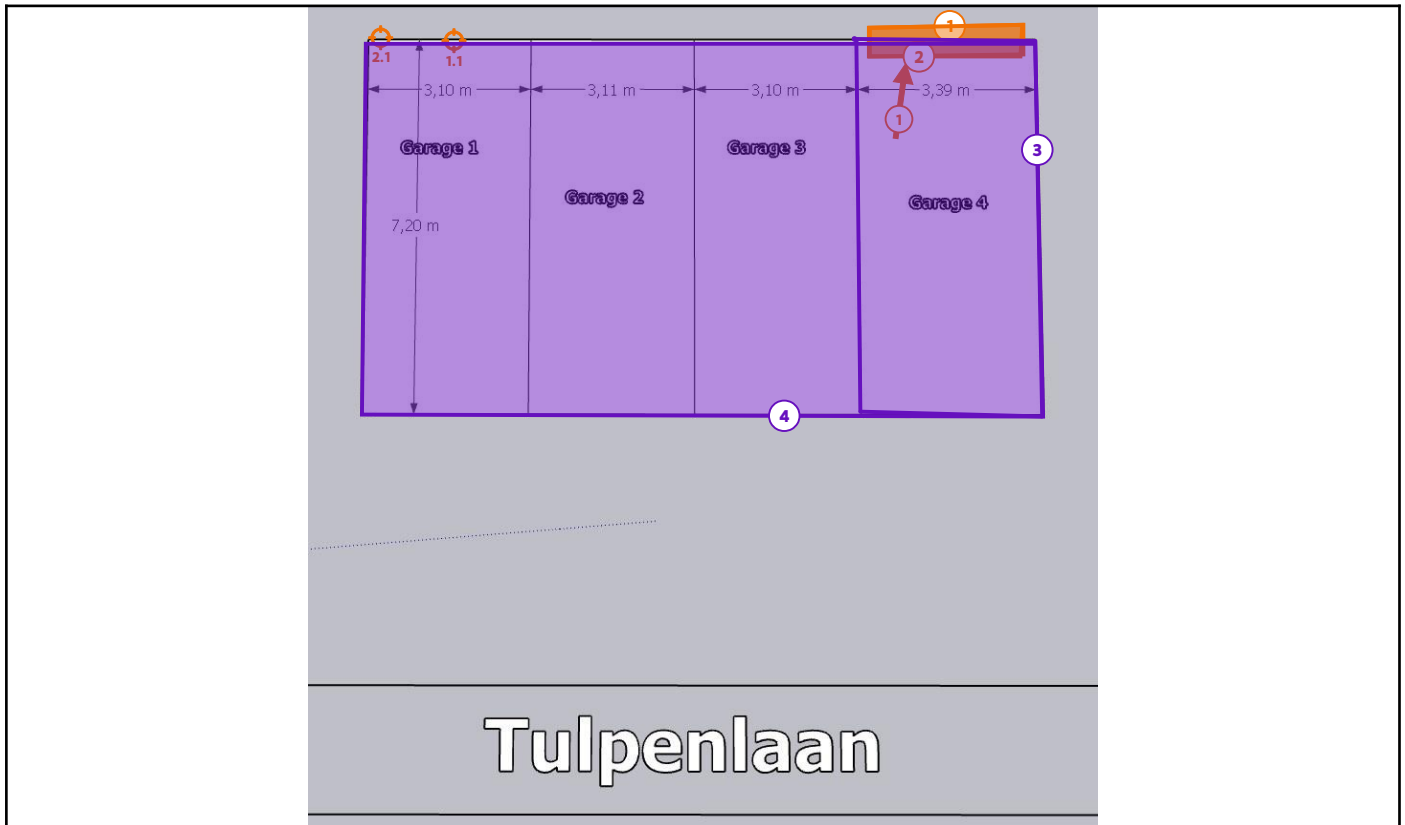 1
2.1
1.1
2
3,10 m
3,11 m
3,10 m
3,39 m
1
Garage 1
Garage 3
3
Garage 2
Garage 4
7,20 m
4
Tulpenlaan